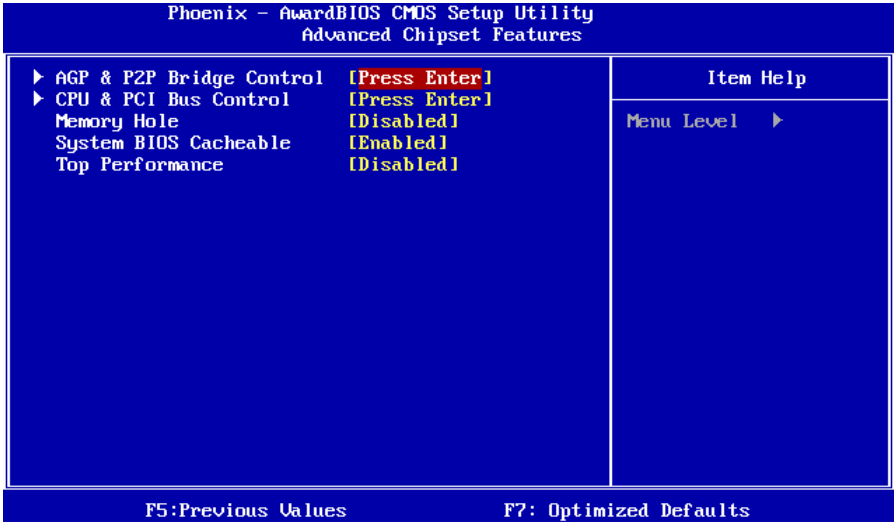 Phoenix - AwardBIOS CMOS Setup Utility
Advanced Chipset Features
AGP & P2P Bridge Control [Press Enter]
CPU & PCI Bus Control [Press Enter]
Memory Hole [Disabled]
System BIOS Cacheable [Enabled]
Top Performance [Disabled]
Item Help
Menu Level
F5:Previous Values F7: Optimized Defaults